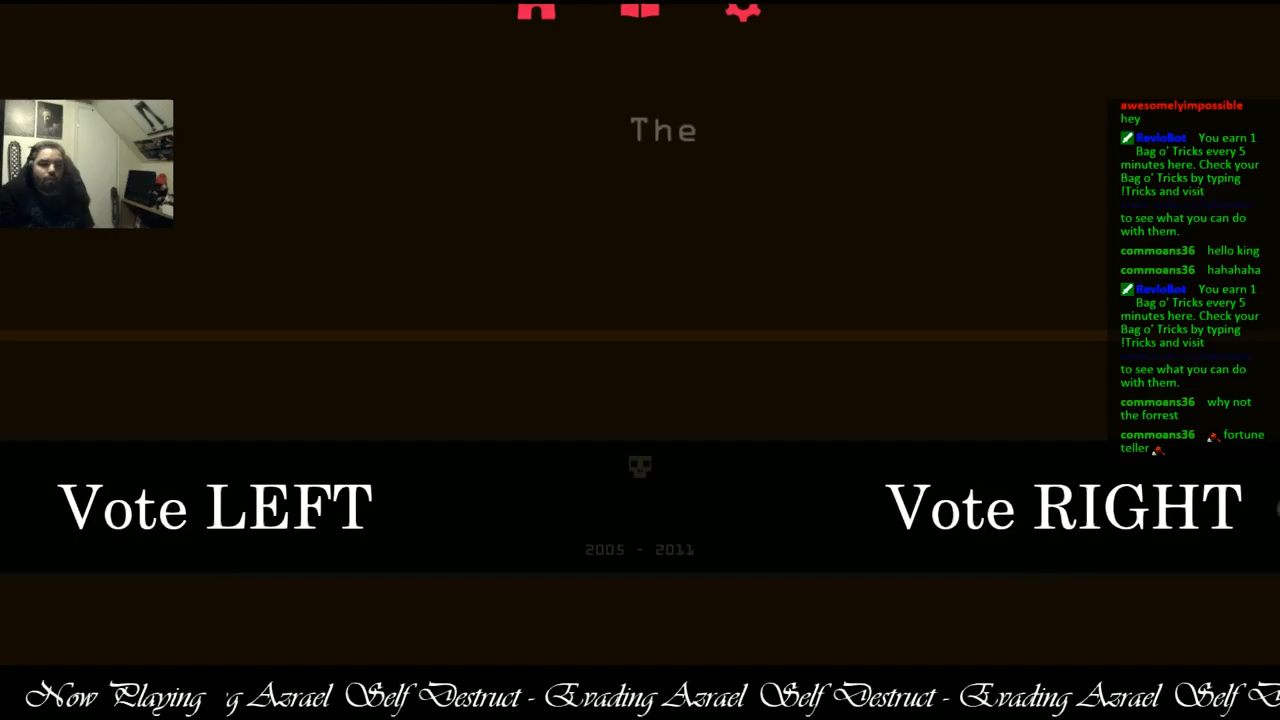 The
awesomelyimpossible
hey
RevloBot You earn 1
Bag o' Tricks every 5
minutes here. Check your
Bag o' Tricks by typing
!Tricks and visit
to see what you can do
with them.
commoans36 hello king
commoans36 hahahaha
RevloBot You earn 1
Bag o' Tricks every 5
minutes here. Check your
Bag o' Tricks by typing
!Tricks and visit
to see what you can do
with them.
commoans36 why not
the forrest
commoans36 fortune
teller
Vote LEFT
Vote RIGHT
2005 - 2011
Now Playing g Azrael Self Destruct - Evading Azrael Self Destruct - Evading Azrael Self D